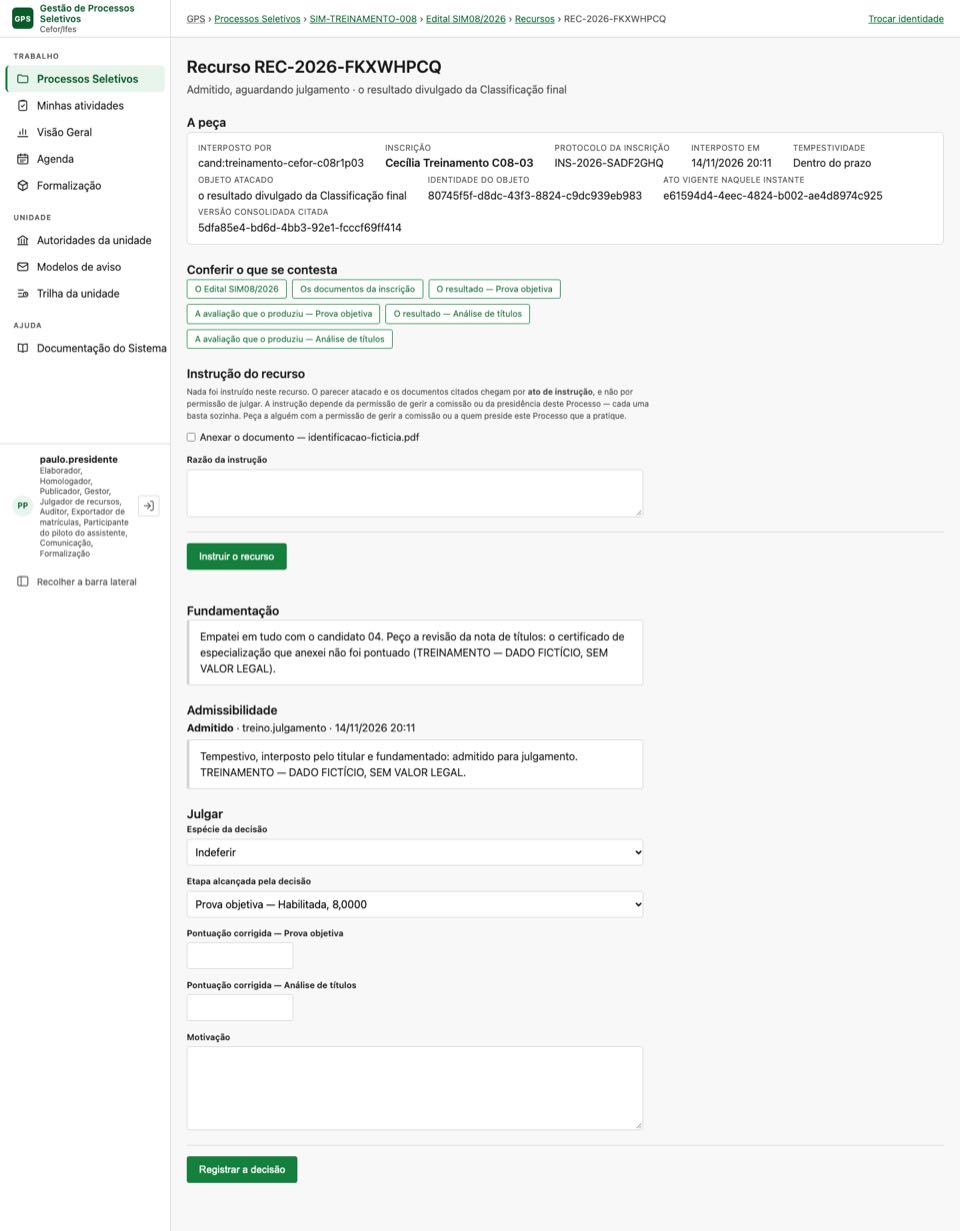 GPS
Gestão de Processos
Seletivos
Cefor/Ifes
GPS › Processos Seletivos › SIM-TREINAMENTO-008 › Edital SIM08/2026 › Recursos › REC-2026-FKXWHPCQ
Trocar identidade
TRABALHO
Processos Seletivos
Minhas atividades
Visão Geral
Agenda
Formalização
UNIDADE
Autoridades da unidade
Modelos de aviso
Trilha da unidade
AJUDA
Documentação do Sistema
PP
paulo.presidente
Elaborador,
Homologador,
Publicador, Gestor,
Julgador de recursos,
Auditor, Exportador de
matrículas, Participante
do piloto do assistente,
Comunicação,
Formalização
Recolher a barra lateral
Recurso REC-2026-FKXWHPCQ
Admitido, aguardando julgamento · o resultado divulgado da Classificação final
A peça
INTERPOSTO POR
cand:treinamento-cefor-c08r1p03
INSCRIÇÃO
Cecília Treinamento C08-03
PROTOCOLO DA INSCRIÇÃO
INS-2026-SADF2GHQ
INTERPOSTO EM
14/11/2026 20:11
TEMPESTIVIDADE
Dentro do prazo
OBJETO ATACADO
o resultado divulgado da Classificação final
IDENTIDADE DO OBJETO
80745f5f-d8dc-43f3-8824-c9dc939eb983
ATO VIGENTE NAQUELE INSTANTE
e61594d4-4eec-4824-b002-ae4d8974c925
VERSÃO CONSOLIDADA CITADA
5dfa85e4-bd6d-4bb3-92e1-fcccf69ff414
Conferir o que se contesta
O Edital SIM08/2026
Os documentos da inscrição
O resultado — Prova objetiva
A avaliação que o produziu — Prova objetiva
O resultado — Análise de títulos
A avaliação que o produziu — Análise de títulos
Instrução do recurso
Nada foi instruído neste recurso. O parecer atacado e os documentos citados chegam por ato de instrução, e não por
permissão de julgar. A instrução depende da permissão de gerir a comissão ou da presidência deste Processo — cada uma
basta sozinha. Peça a alguém com a permissão de gerir a comissão ou a quem preside este Processo que a pratique.
Anexar o documento — identificacao-ficticia.pdf
Razão da instrução
Instruir o recurso
Fundamentação
Empatei em tudo com o candidato 04. Peço a revisão da nota de títulos: o certificado de
especialização que anexei não foi pontuado (TREINAMENTO — DADO FICTÍCIO, SEM
VALOR LEGAL).
Admissibilidade
Admitido · treino.julgamento · 14/11/2026 20:11
Tempestivo, interposto pelo titular e fundamentado: admitido para julgamento.
TREINAMENTO — DADO FICTÍCIO, SEM VALOR LEGAL.
Julgar
Espécie da decisão
Indeferir
Etapa alcançada pela decisão
Prova objetiva — Habilitada, 8,0000
Pontuação corrigida — Prova objetiva
Pontuação corrigida — Análise de títulos
Motivação
Registrar a decisão